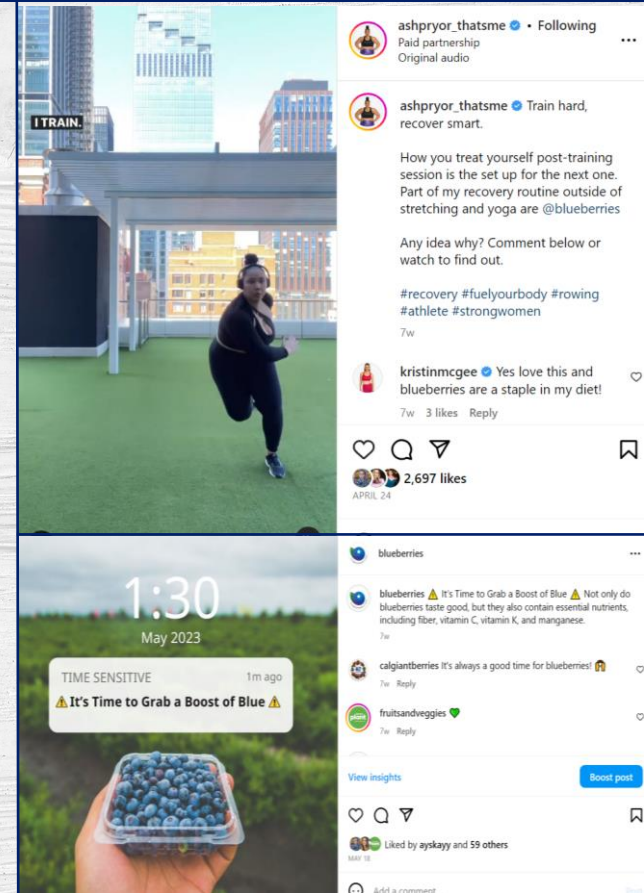 I TRAIN.
ashpryor_thatsme • Following
Paid partnership
Original audio
...
ashpryor_thatsme Train hard,
recover smart.
How you treat yourself post-training
session is the set up for the next one.
Part of my recovery routine outside of
stretching and yoga are @blueberries
Any idea why? Comment below or
watch to find out.
#recovery #fuelyourbody #rowing
#athlete #strongwomen
7w
kristinmcgee Yes love this and
blueberries are a staple in my diet!
7w 3 likes Reply
2,697 likes
APRIL 24
1:30
May 2023
TIME SENSITIVE 1m ago
⚠️It's Time to Grab a Boost of Blue⚠️
blueberries
...
blueberries ⚠️ It's Time to Grab a Boost of Blue ⚠️ Not only do
blueberries taste good, but they also contain essential nutrients,
including fiber, vitamin C, vitamin K, and manganese.
7w
calgiantberries It's always a good time for blueberries!
7w Reply
fruitsandveggies 💚
7w Reply
View insights
Boost post
Liked by ayskayy and 59 others
MAY 18
Add a comment...